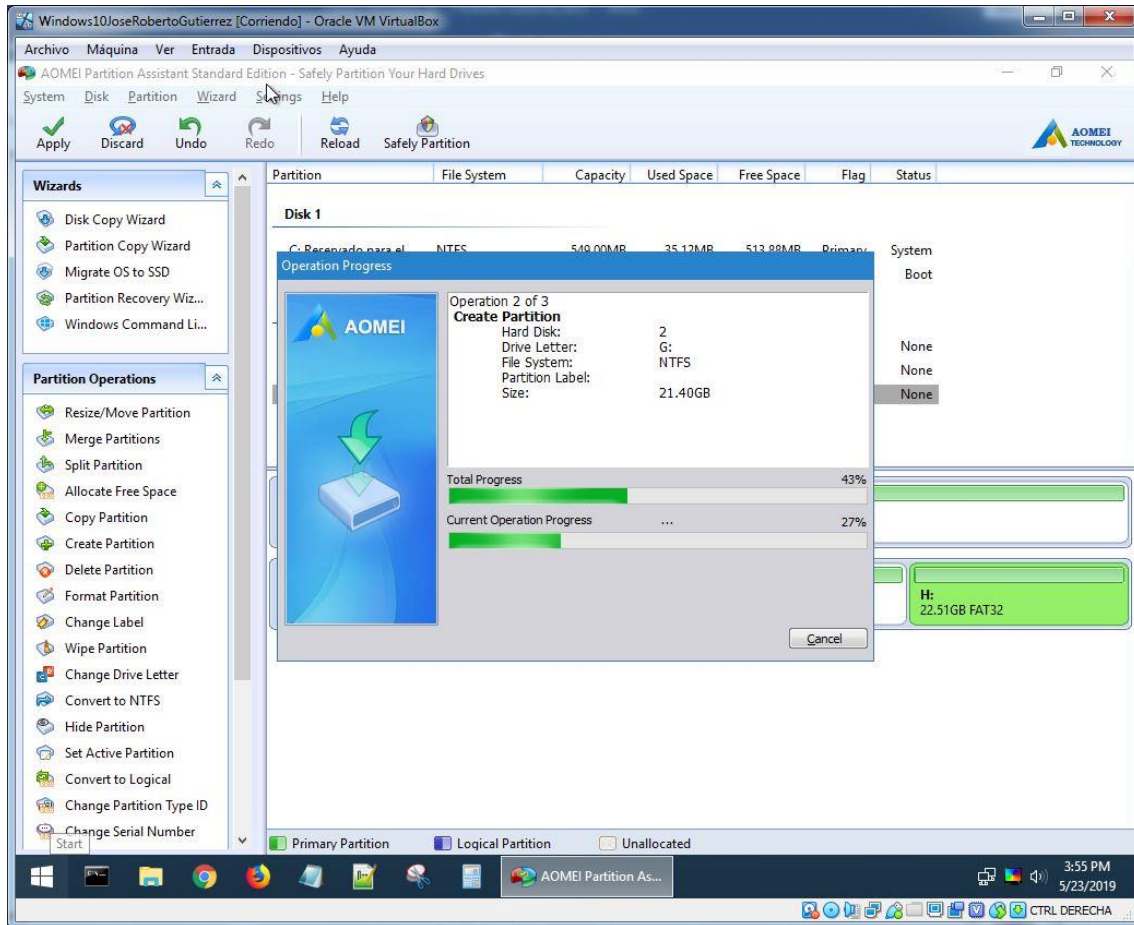 Windows10JoseRobertoGutierrez [Corriendo] - Oracle VM VirtualBox
Archivo Máquina Ver Entrada Dispositivos Ayuda
AOMEI Partition Assistant Standard Edition - Safely Partition Your Hard Drives
System Disk Partition Wizard Settings Help
Apply Discard Undo Redo Reload Safely Partition
AOMEI
TECHNOLOGY
Wizards
Disk Copy Wizard
Partition Copy Wizard
Migrate OS to SSD
Partition Recovery Wiz...
Windows Command Li...
Partition Operations
Resize/Move Partition
Merge Partitions
Split Partition
Allocate Free Space
Copy Partition
Create Partition
Delete Partition
Format Partition
Change Label
Wipe Partition
Change Drive Letter
Convert to NTFS
Hide Partition
Set Active Partition
Convert to Logical
Change Partition Type ID
Change Serial Number
Start
Partition File System Capacity Used Space Free Space Flag Status
Disk 1
C: Reservado para el NTFS 549.00MB 35.12MB 513.88MB Primary System
Boot
None
None
None
Operation Progress
AOMEI
Operation 2 of 3
Create Partition
Hard Disk: 2
Drive Letter: G:
File System: NTFS
Partition Label:
Size: 21.40GB
Total Progress 43%
Current Operation Progress ... 27%
Cancel
H:
22.51GB FAT32
Primary Partition Logical Partition Unallocated
AOMEI Partition As...
3:55 PM
5/23/2019
CTRL DERECHA